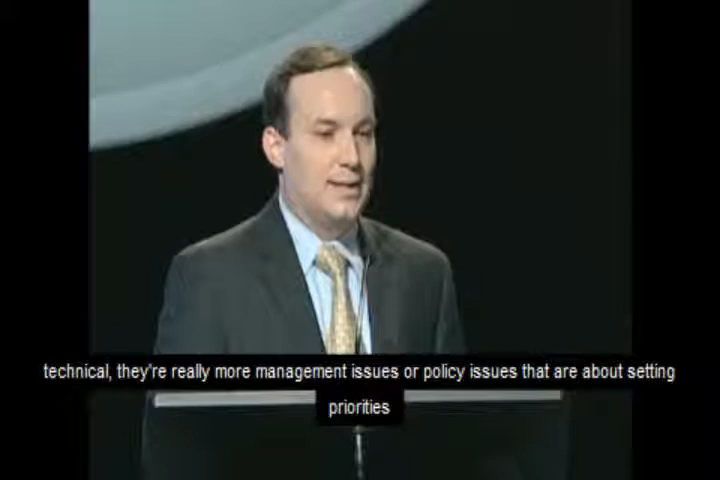 technical, they're really more management issues or policy issues that are about setting
priorities